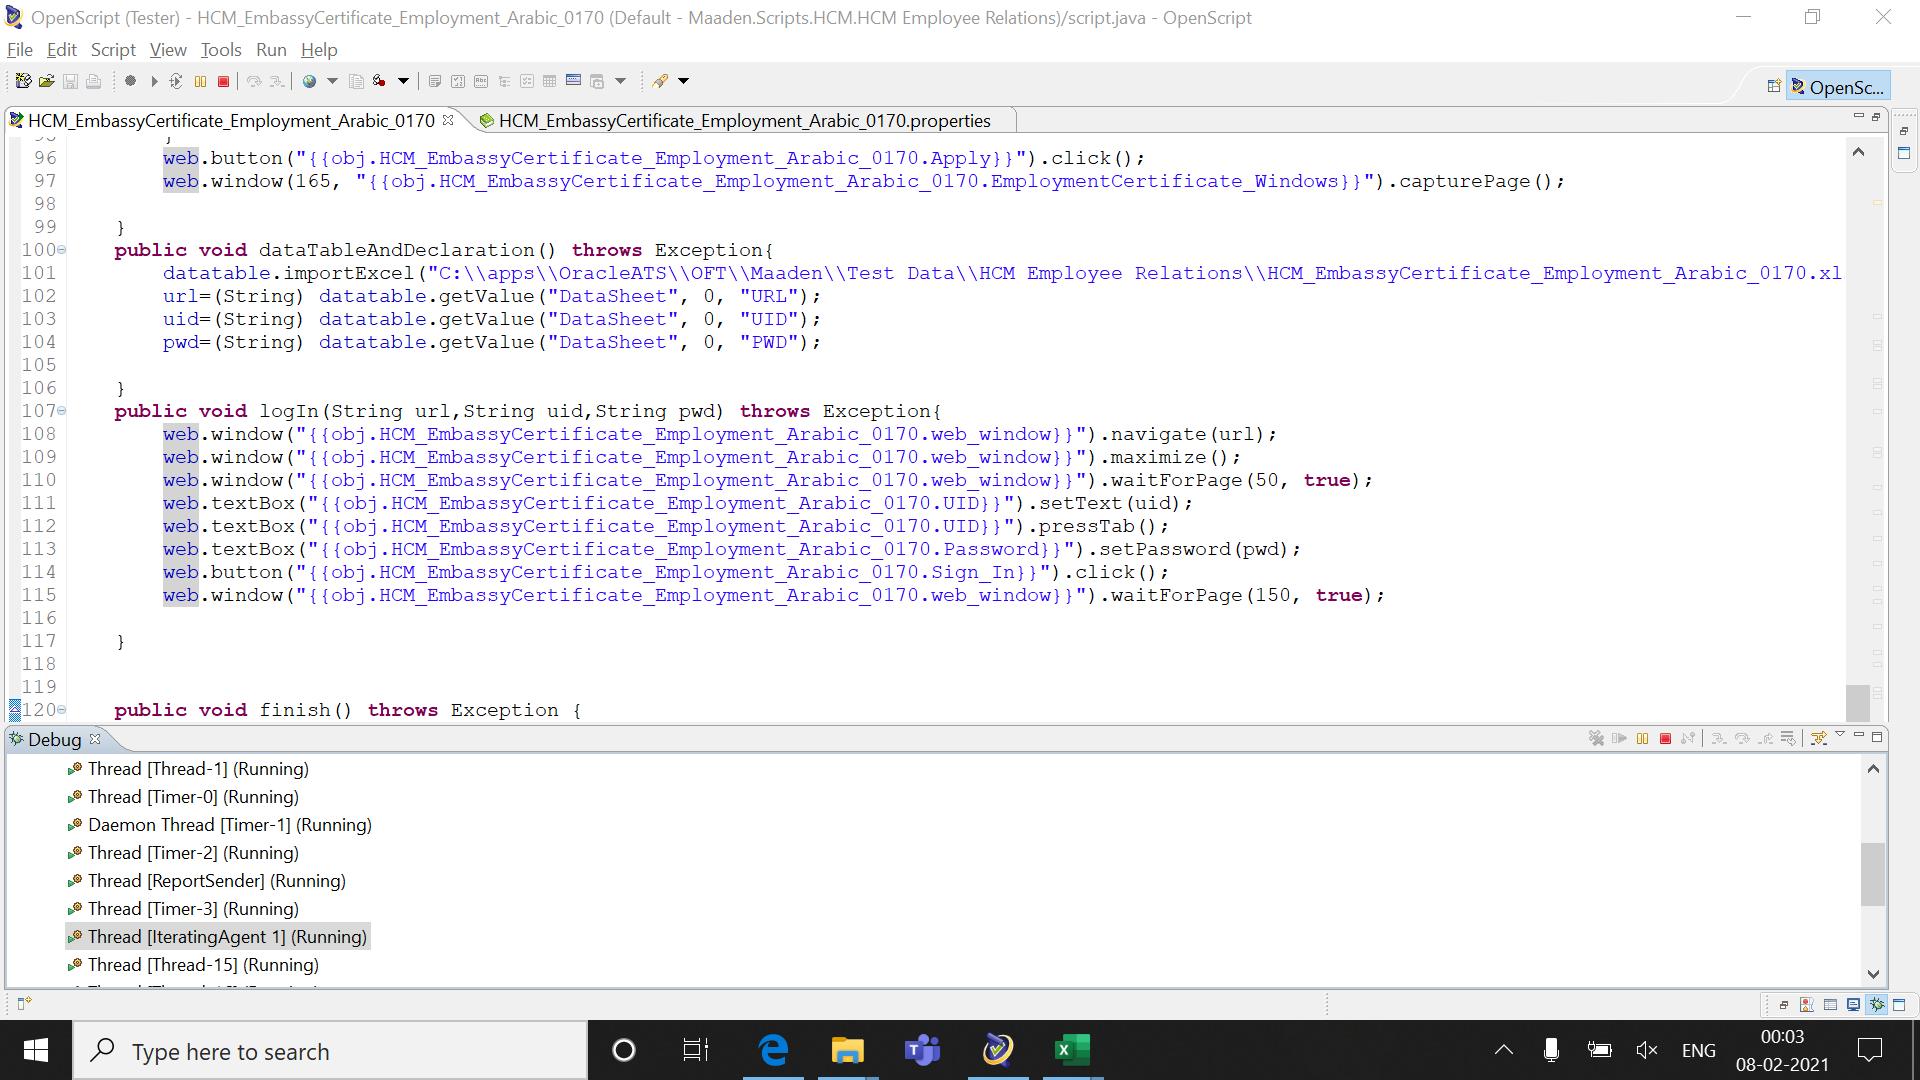 OpenScript (Tester) - HCM_EmbassyCertificate_Employment_Arabic_0170 (Default - Maaden.Scripts.HCM.HCM Employee Relations)/script.java - OpenScript
File Edit Script View Tools Run Help
OpenSc...
HCM_EmbassyCertificate_Employment_Arabic_0170 HCM_EmbassyCertificate_Employment_Arabic_0170.properties
96 web.button("{{obj.HCM_EmbassyCertificate_Employment_Arabic_0170.Apply}}").click();
97 web.window(165, "{{obj.HCM_EmbassyCertificate_Employment_Arabic_0170.EmploymentCertificate_Windows}}").capturePage();
98
99 }
100 public void dataTableAndDeclaration() throws Exception{
101 datatable.importExcel("C:\\apps\\OracleATS\\OFT\\Maaden\\Test Data\\HCM Employee Relations\\HCM_EmbassyCertificate_Employment_Arabic_0170.xl
102 url=(String) datatable.getValue("DataSheet", 0, "URL");
103 uid=(String) datatable.getValue("DataSheet", 0, "UID");
104 pwd=(String) datatable.getValue("DataSheet", 0, "PWD");
105
106 }
107 public void logIn(String url,String uid,String pwd) throws Exception{
108 web.window("{{obj.HCM_EmbassyCertificate_Employment_Arabic_0170.web_window}}").navigate(url);
109 web.window("{{obj.HCM_EmbassyCertificate_Employment_Arabic_0170.web_window}}").maximize();
110 web.window("{{obj.HCM_EmbassyCertificate_Employment_Arabic_0170.web_window}}").waitForPage(50, true);
111 web.textBox("{{obj.HCM_EmbassyCertificate_Employment_Arabic_0170.UID}}").setText(uid);
112 web.textBox("{{obj.HCM_EmbassyCertificate_Employment_Arabic_0170.UID}}").pressTab();
113 web.textBox("{{obj.HCM_EmbassyCertificate_Employment_Arabic_0170.Password}}").setPassword(pwd);
114 web.button("{{obj.HCM_EmbassyCertificate_Employment_Arabic_0170.Sign_In}}").click();
115 web.window("{{obj.HCM_EmbassyCertificate_Employment_Arabic_0170.web_window}}").waitForPage(150, true);
116
117 }
118
119
120 public void finish() throws Exception {
Debug
Thread [Thread-1] (Running)
Thread [Timer-0] (Running)
Daemon Thread [Timer-1] (Running)
Thread [Timer-2] (Running)
Thread [ReportSender] (Running)
Thread [Timer-3] (Running)
Thread [IteratingAgent 1] (Running)
Thread [Thread-15] (Running)
Type here to search
ENG
00:03
08-02-2021